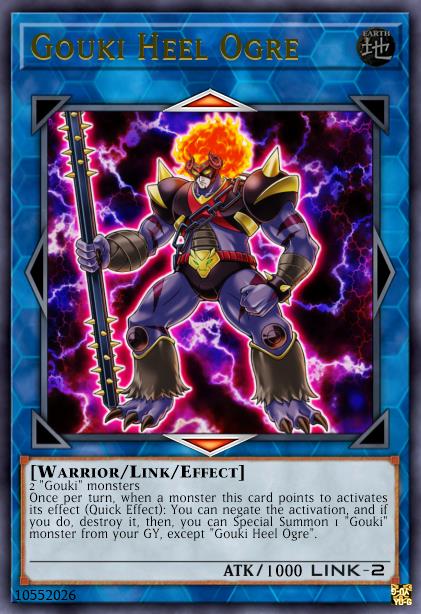 GOUKI HEEL OGRE
EARTH
地
[WARRIOR/LINK/EFFECT]
2 "Gouki" monsters
Once per turn, when a monster this card points to activates
its effect (Quick Effect): You can negate the activation, and if
you do, destroy it, then, you can Special Summon 1 "Gouki"
monster from your GY, except "Gouki Heel Ogre".
ATK/1000 LINK-2
10552026